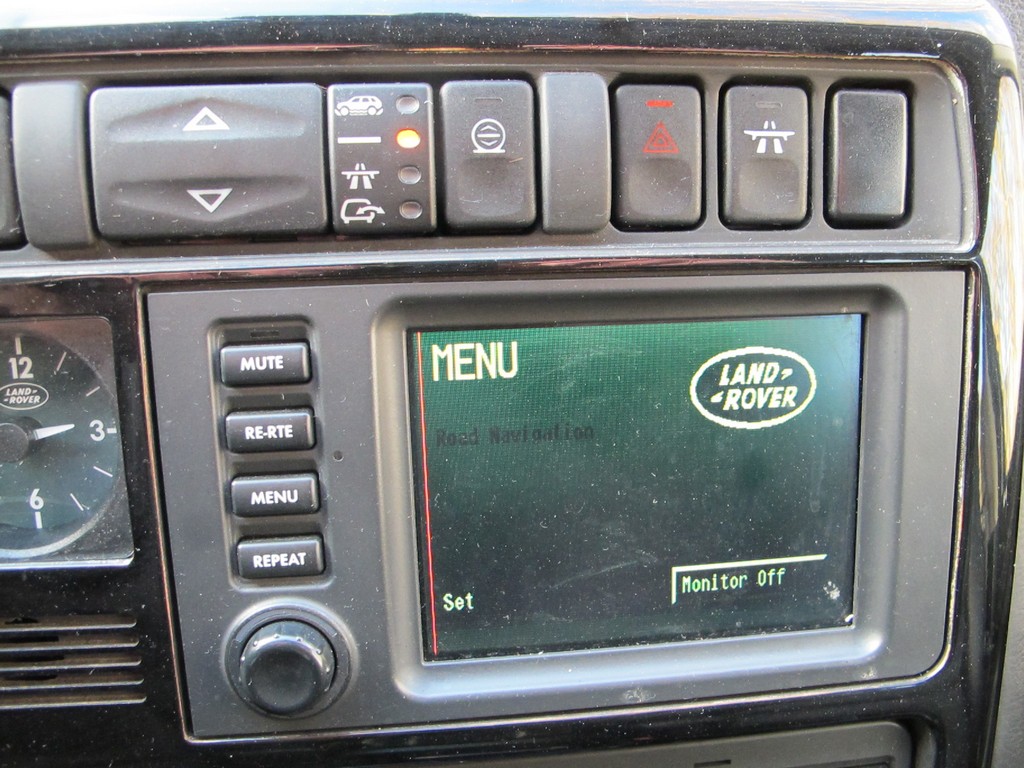 12
LAND-
-ROVER
3-
6
MUTE
RE-RTE
MENU
REPEAT
MENU
LAND-
-ROVER
Road Navigation
Set
Monitor Off